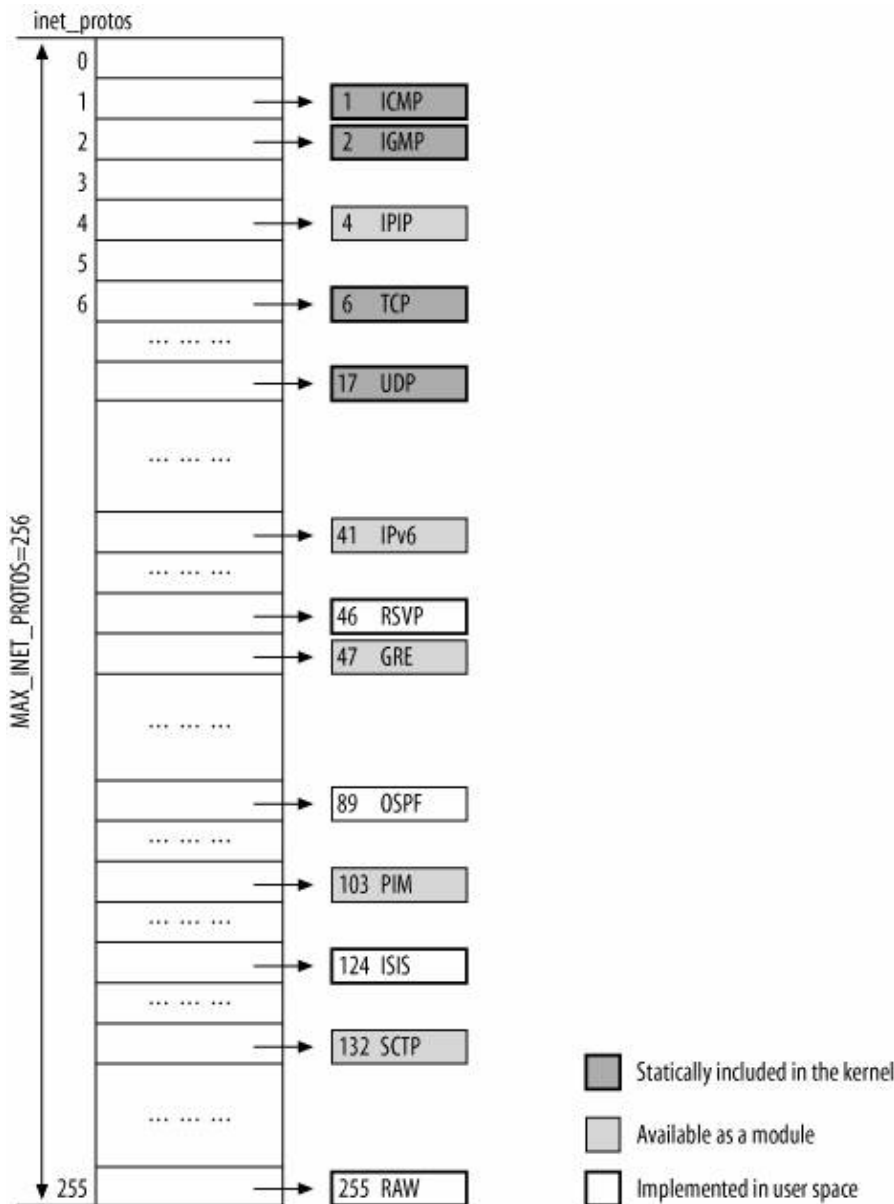 inet_protos
0
1
1 ICMP
2
2 IGMP
3
4
4 IPIP
5
6
6 TCP
... ... ...
17 UDP
... ... ...
MAX_INET_PROTOS=256
41 IPv6
... ... ...
46 RSVP
47 GRE
... ... ...
89 OSPF
... ... ...
103 PIM
... ... ...
124 ISIS
... ... ...
132 SCTP
... ... ...
255
255 RAW
Statically included in the kernel
Available as a module
Implemented in user space